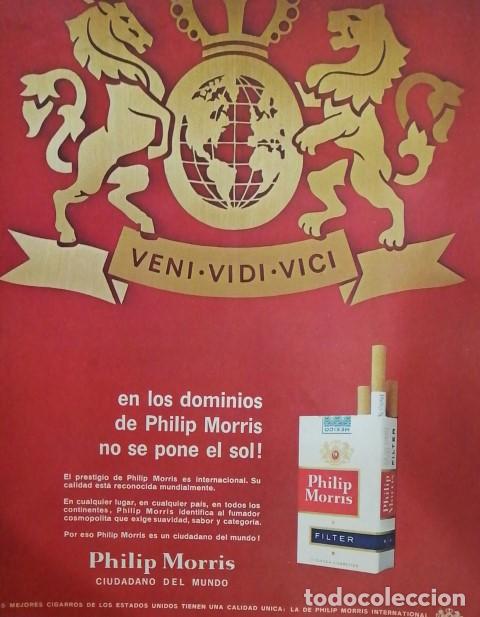 VENI·VIDI·VICI
en los dominios
de Philip Morris
no se pone el sol!
El prestigio de Philip Morris es internacional. Su
calidad está reconocida mundialmente.
En cualquier lugar, en cualquier país, en todos los
continentes, Philip Morris identifica al fumador
cosmopolita que exige suavidad, sabor y categoría.
Por eso Philip Morris es un ciudadano del mundo!
Philip Morris
CIUDADANO DEL MUNDO
MEXICO
Philip
Morris
FILTER
Philip
Morris
FILTER
S MEJORES CIGARROS DE LOS ESTADOS UNIDOS TIENEN UNA CALIDAD UNICA: LA DE PHILIP MORRIS INTERNATIONAL
todocoleccion